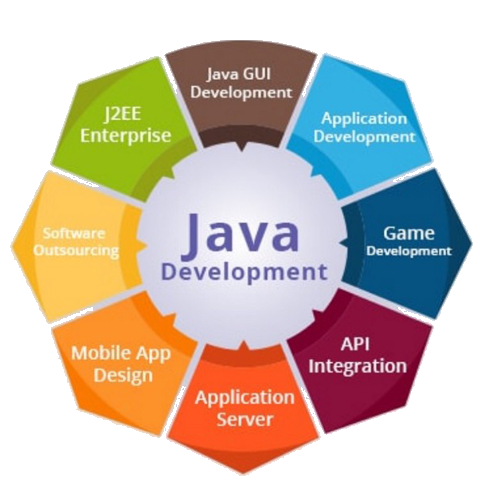 Java GUI
Development
Application
Development
Game
Development
API
Integration
Application
Server
Mobile App
Design
Software
Outsourcing
J2EE
Enterprise
Java
Development